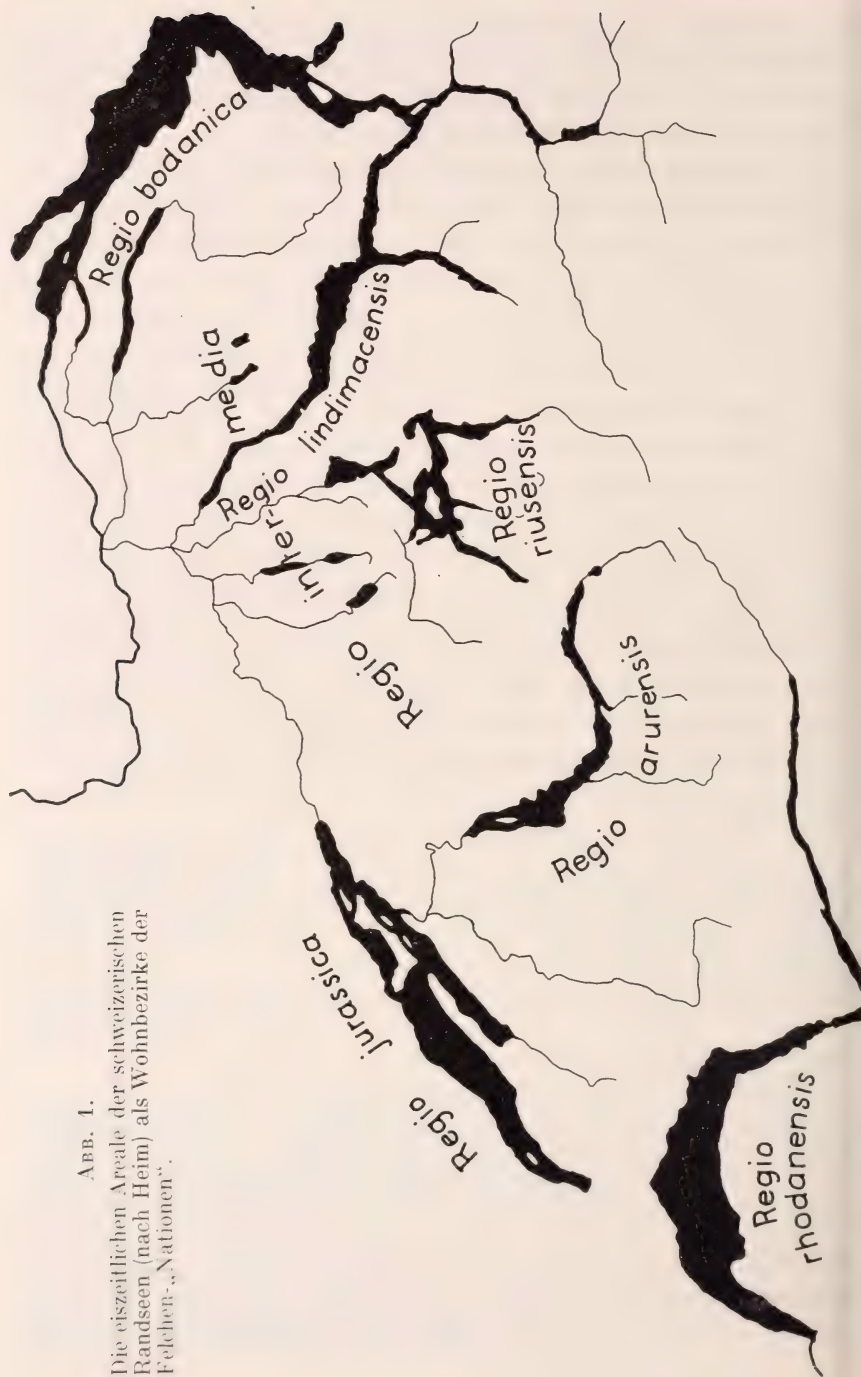 ABB. 1.
Die eiszeitlichen Areale der schweizerischen
Randseen (nach Heim) als Wohnbezirke der
Felchen-„Nationen“.
Regio bodanica
Regio inter-
media
Regio lindimacensis
Regio
riusensis
Regio arurensis
Regio jurassica
Regio
rhodanensis